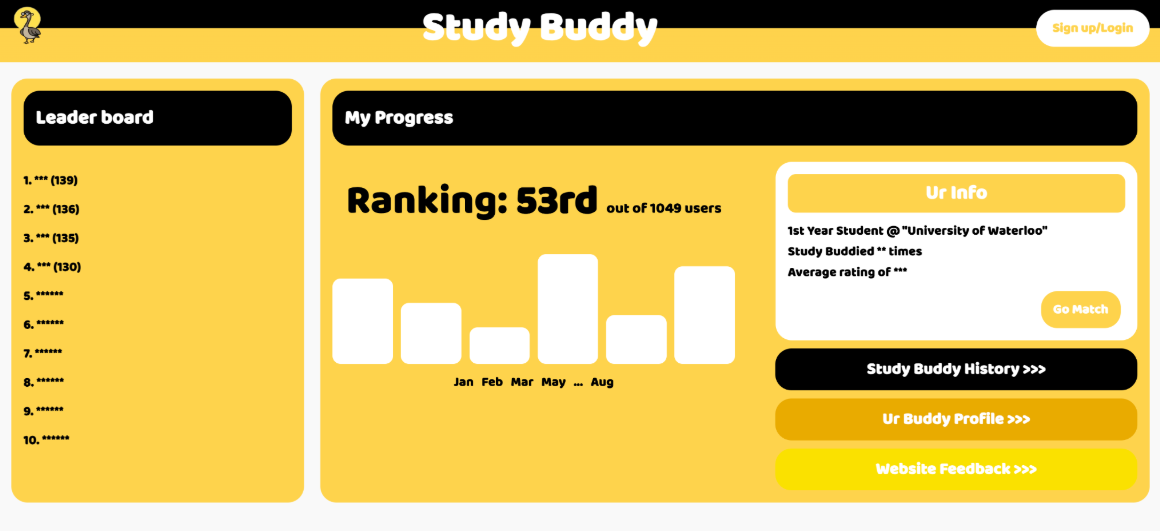 Study Buddy
Sign up/Login
Leader board
1. *** (139)
2. *** (136)
3. *** (135)
4. *** (130)
5. ******
6. ******
7. ******
8. ******
9. ******
10. ******
My Progress
Ranking: 53rd out of 1049 users
Jan Feb Mar May ... Aug
Ur Info
1st Year Student @ "University of Waterloo"
Study Buddied ** times
Average rating of ***
Go Match
Study Buddy History >>>
Ur Buddy Profile >>>
Website Feedback >>>